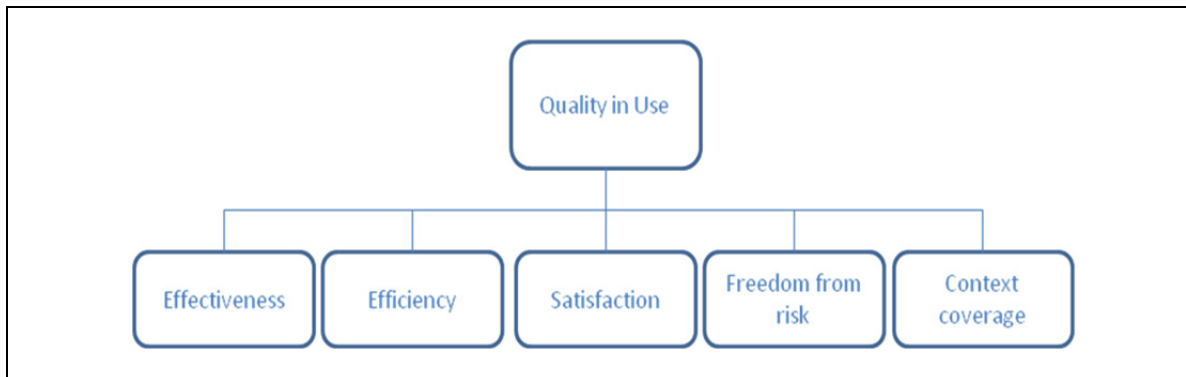 Quality in Use
Effectiveness
Efficiency
Satisfaction
Freedom from
risk
Context
coverage